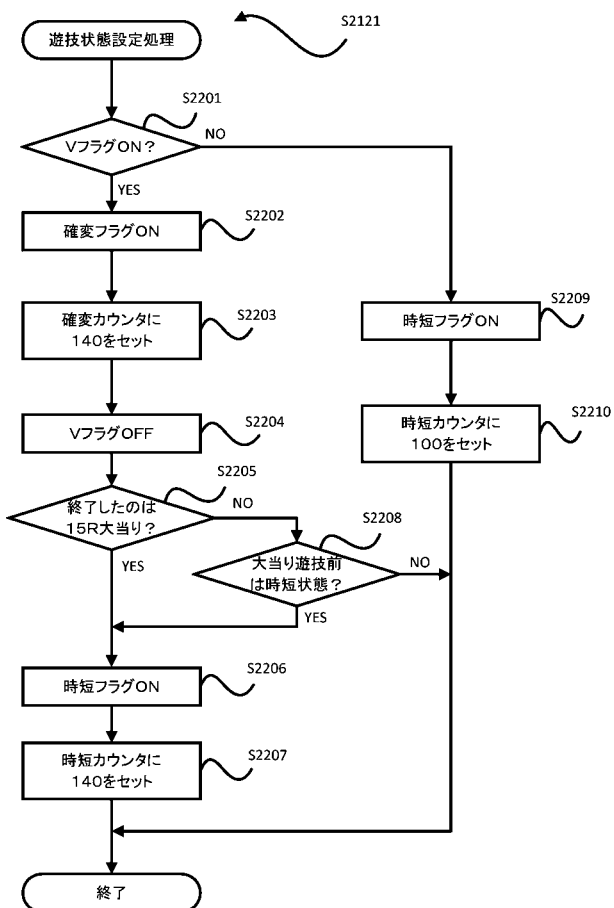 遊技状態設定処理
S2121
S2201
VフラグON?
NO
YES
S2202
確変フラグON
S2203
確変カウンタに
140をセット
S2204
VフラグOFF
S2205
終了したのは
15R大当り?
NO
YES
S2208
大当り遊技前
は時短状態?
NO
YES
S2206
時短フラグON
S2207
時短カウンタに
140をセット
S2209
時短フラグON
S2210
時短カウンタに
100をセット
終了